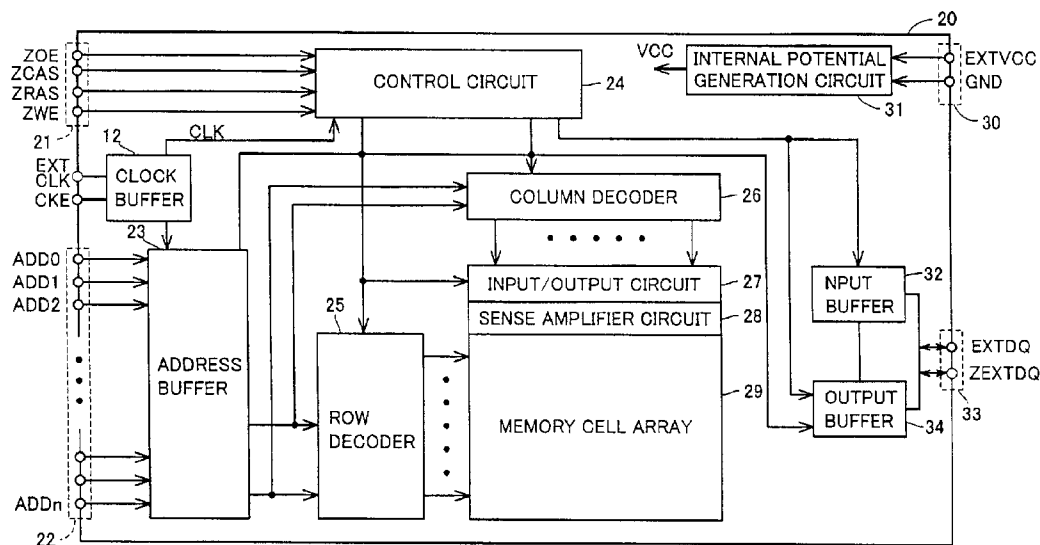 20
ZOE
ZCAS
ZRAS
ZWE
21
CONTROL CIRCUIT
24
VCC
INTERNAL POTENTIAL
GENERATION CIRCUIT
31
EXTVCC
GND
30
12
CLK
EXT
CLK
CKE
CLOCK
BUFFER
COLUMN DECODER
26
23
ADD0
ADD1
ADD2
ADDn
22
ADDRESS
BUFFER
INPUT/OUTPUT CIRCUIT
27
SENSE AMPLIFIER CIRCUIT
28
25
ROW
DECODER
MEMORY CELL ARRAY
29
32
NPUT
BUFFER
EXTDQ
ZEXTDQ
33
OUTPUT
BUFFER
34